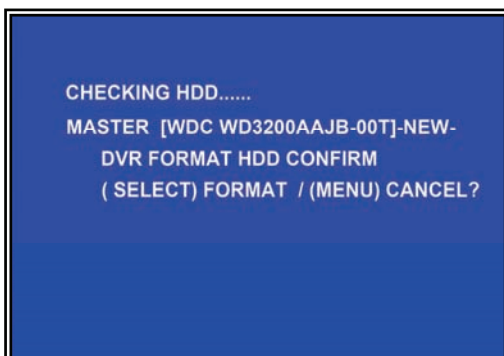 CHECKING HDD......
MASTER [WDC WD3200AAJB-00T]-NEW-
DVR FORMAT HDD CONFIRM
( SELECT) FORMAT / (MENU) CANCEL?